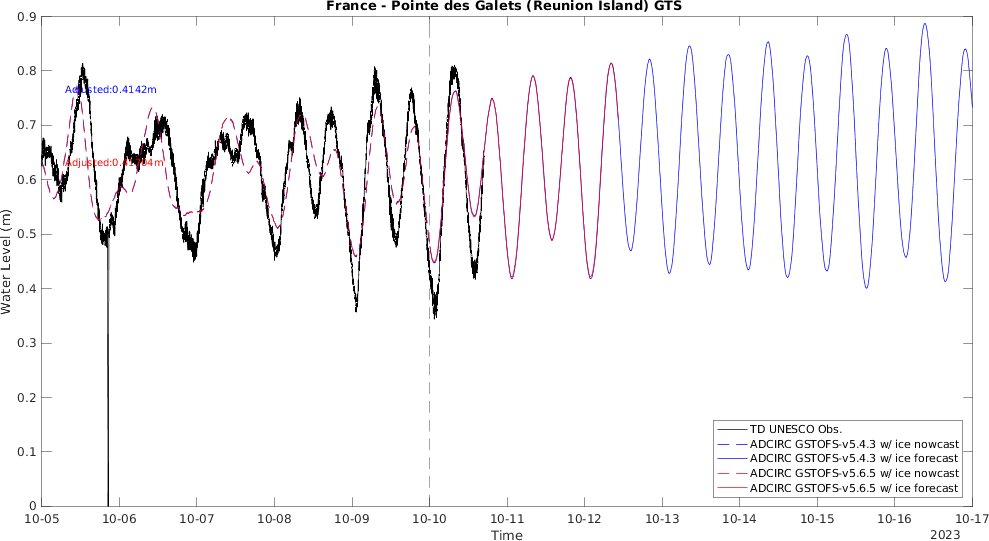 France - Pointe des Galets (Reunion Island) GTS
0.9
0.8
0.7
0.6
0.5
0.4
0.3
0.2
0.1
0
Water Level (m)
Adjusted:0.4142m
TD UNESCO Obs.
ADCIRC GSTOFS-v5.4.3 w/ ice nowcast
ADCIRC GSTOFS-v5.4.3 w/ ice forecast
ADCIRC GSTOFS-v5.6.5 w/ ice nowcast
ADCIRC GSTOFS-v5.6.5 w/ ice forecast
10-05 10-06 10-07 10-08 10-09 10-10 10-11 10-12 10-13 10-14 10-15 10-16 10-17
Time
2023